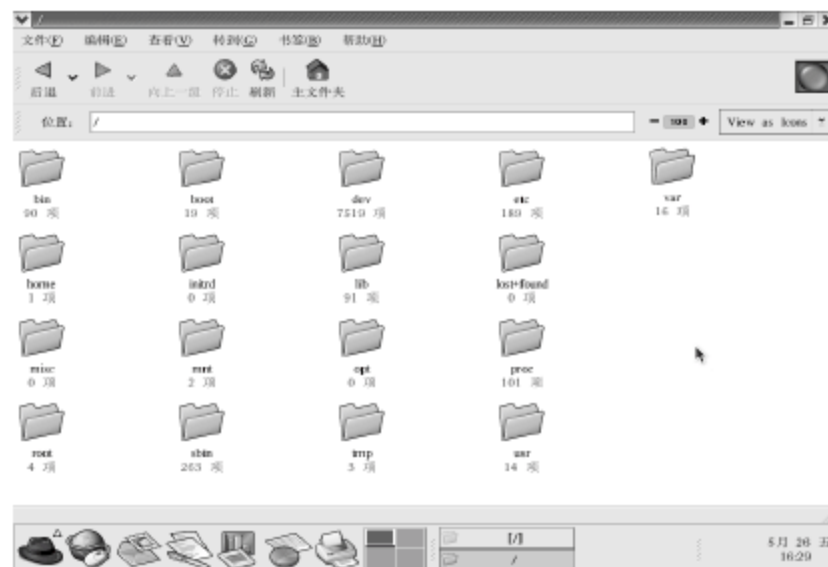 /
文件(F) 编辑(E) 查看(V) 转到(G) 书签(B) 帮助(H)
后退 前进 向上一级 停止 刷新 主文件夹
位置: / 100 View as Icons
bin boot dev etc var
90 项 19 项 7519 项 189 项 16 项
home initrd lib lost+found
1 项 0 项 91 项 0 项
misc mnt opt proc
0 项 2 项 0 项 101 项
root sbin tmp usr
4 项 263 项 3 项 14 项
[/]
/
5月 26 五
16:29